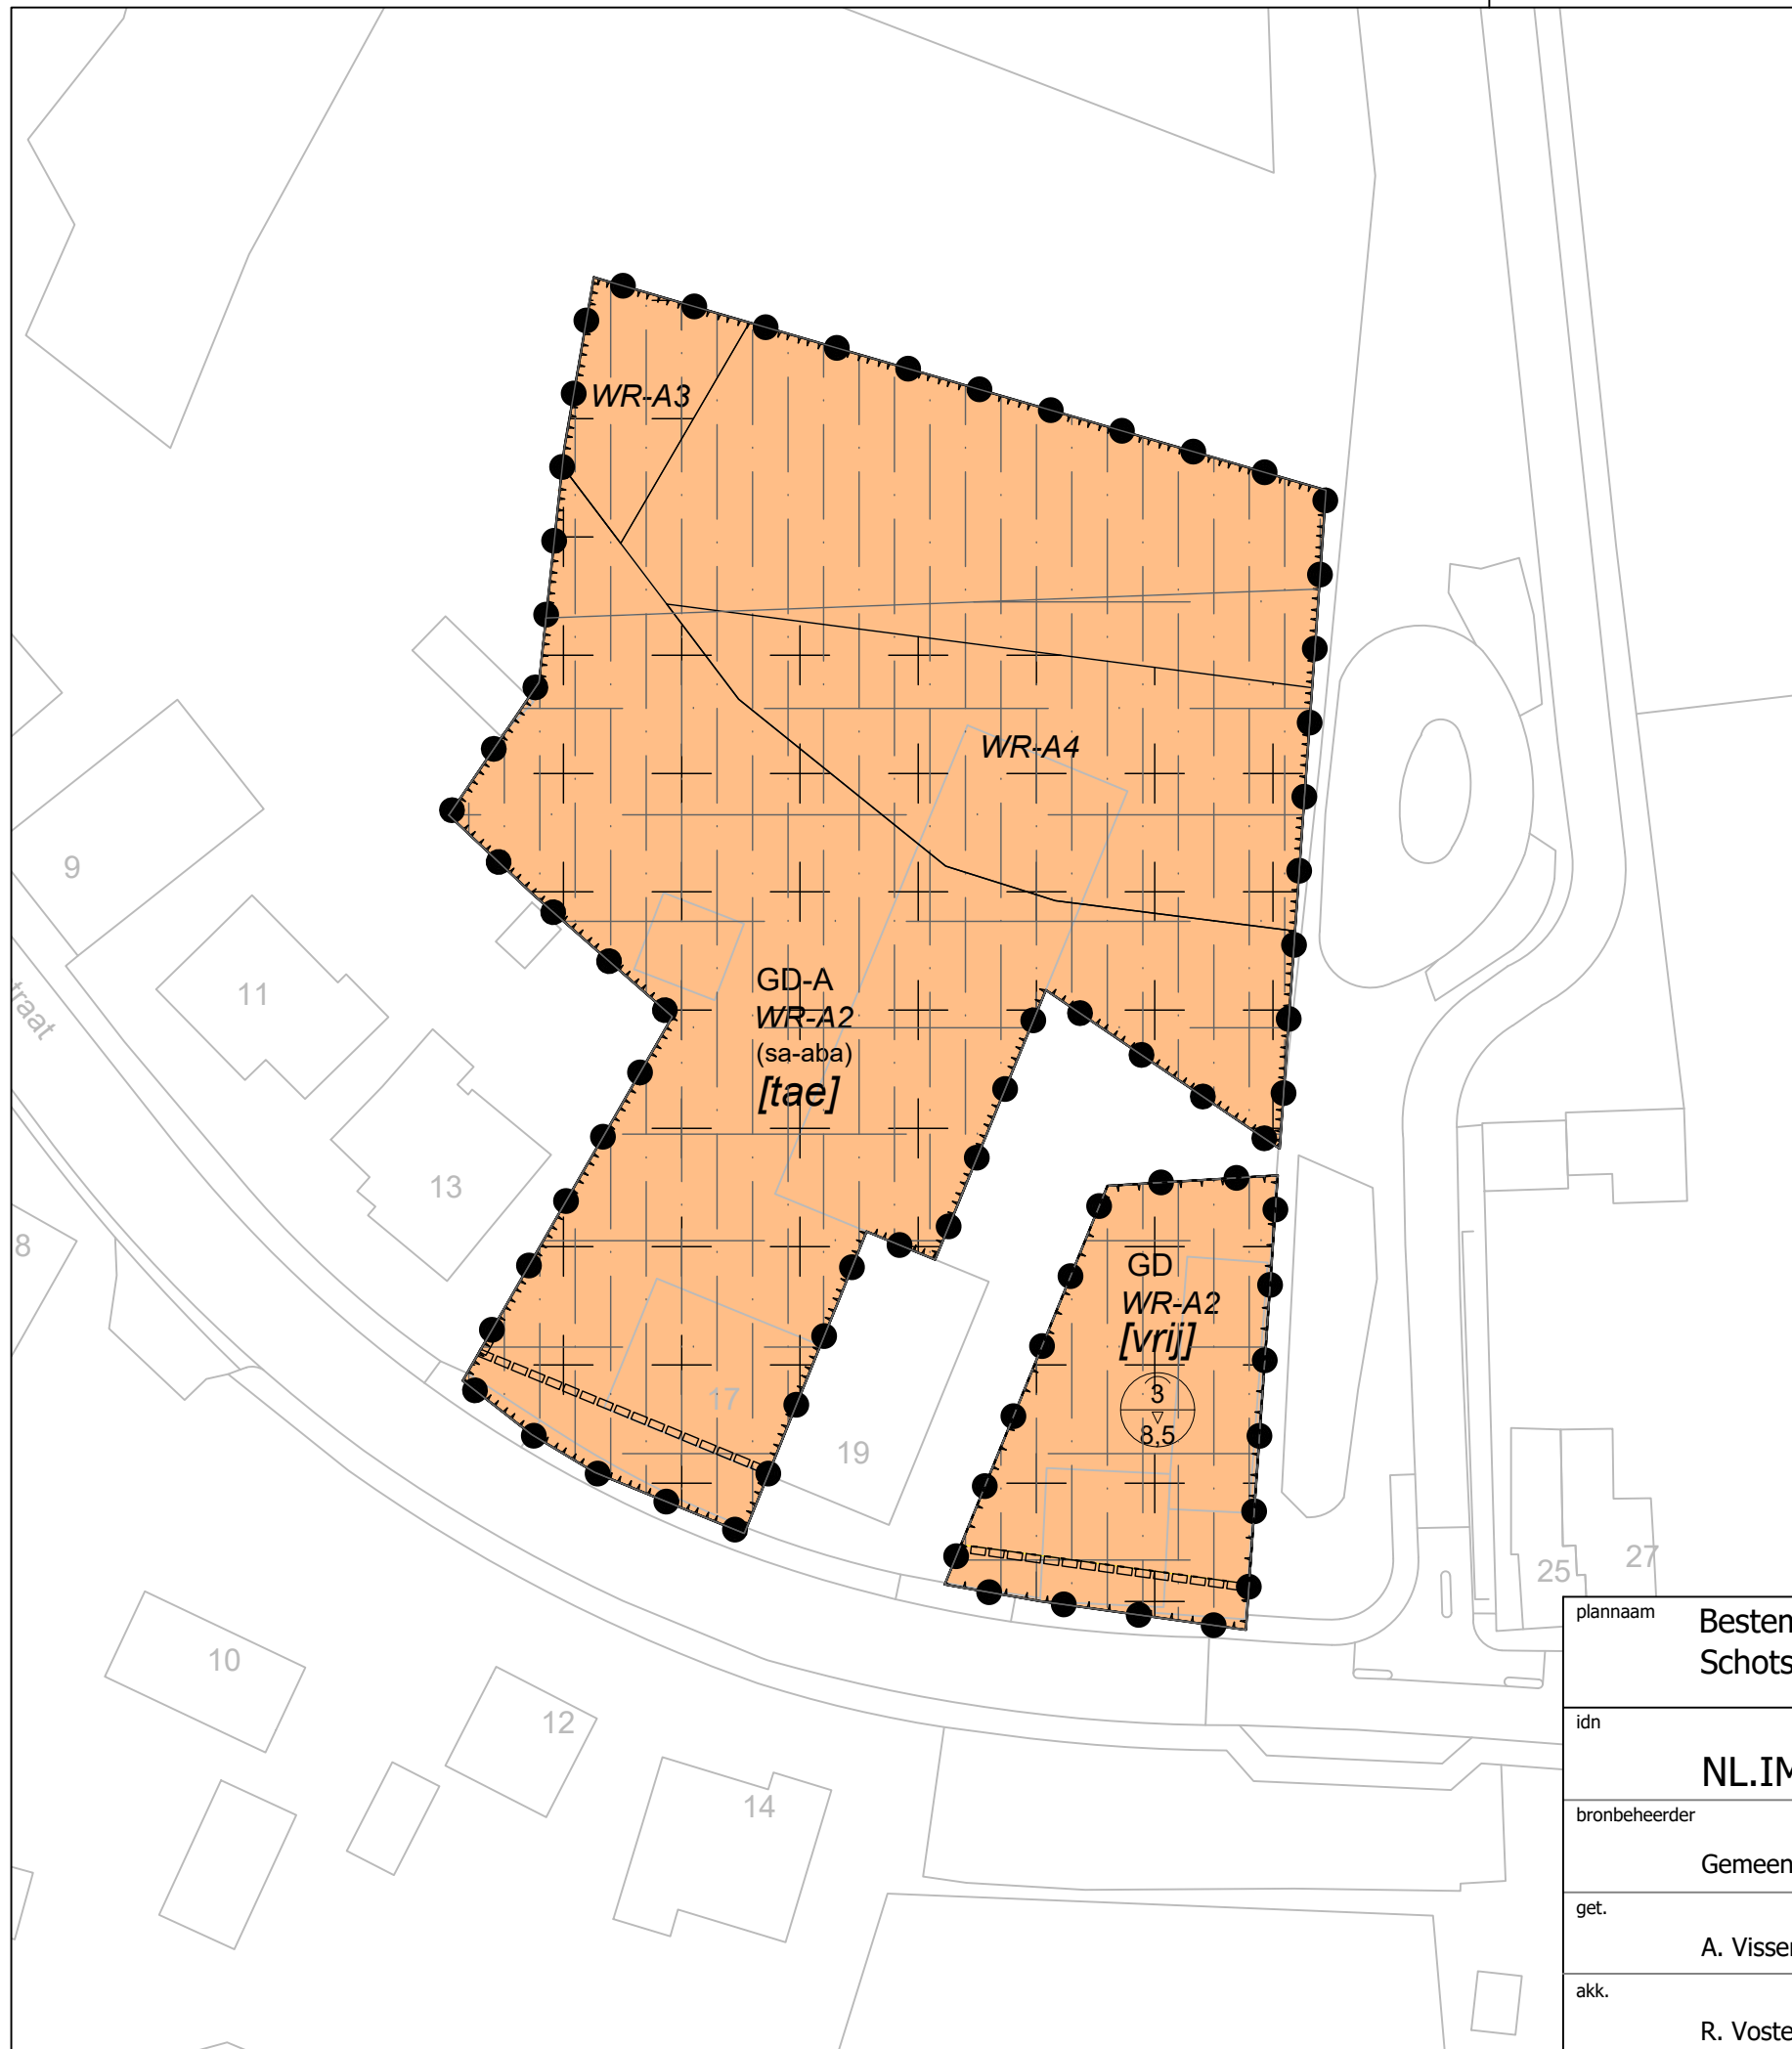 WR-A3
WR-A4
9
11
traat
GD-A
WR-A2
(sa-aba)
[tae]
13
8
GD
WR-A2
[vrij]
3
8,5
17
19
25
27
plannaam Bestem
Schots
10
12
idn
NL.IM
14
bronbeheerder
Gemeen
get.
A. Visser
akk.
R. Voste